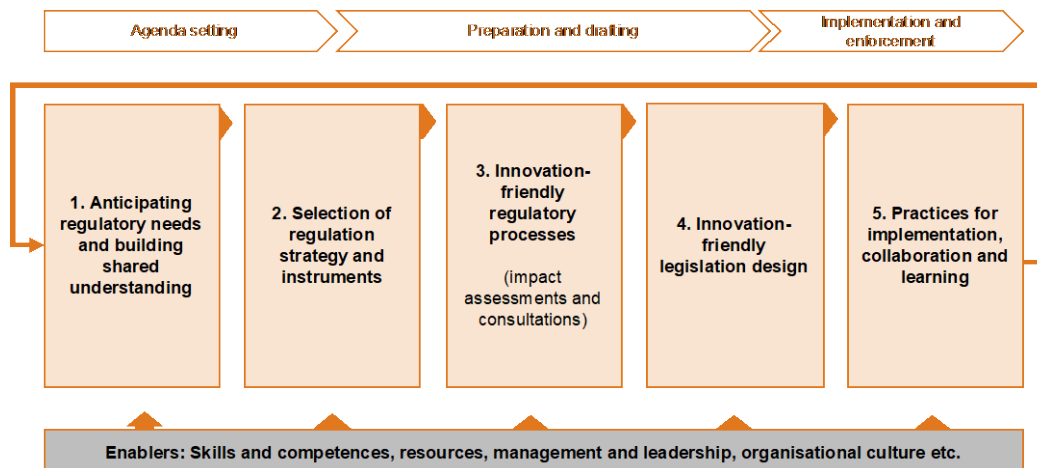 Agenda setting
Preparation and drafting
Implementation and
enforcement
1. Anticipating
regulatory needs
and building
shared
understanding
2. Selection of
regulation
strategy and
instruments
3. Innovation-
friendly
regulatory
processes
(impact
assessments and
consultations)
4. Innovation-
friendly
legislation design
5. Practices for
implementation,
collaboration and
learning
Enablers: Skills and competences, resources, management and leadership, organisational culture etc.